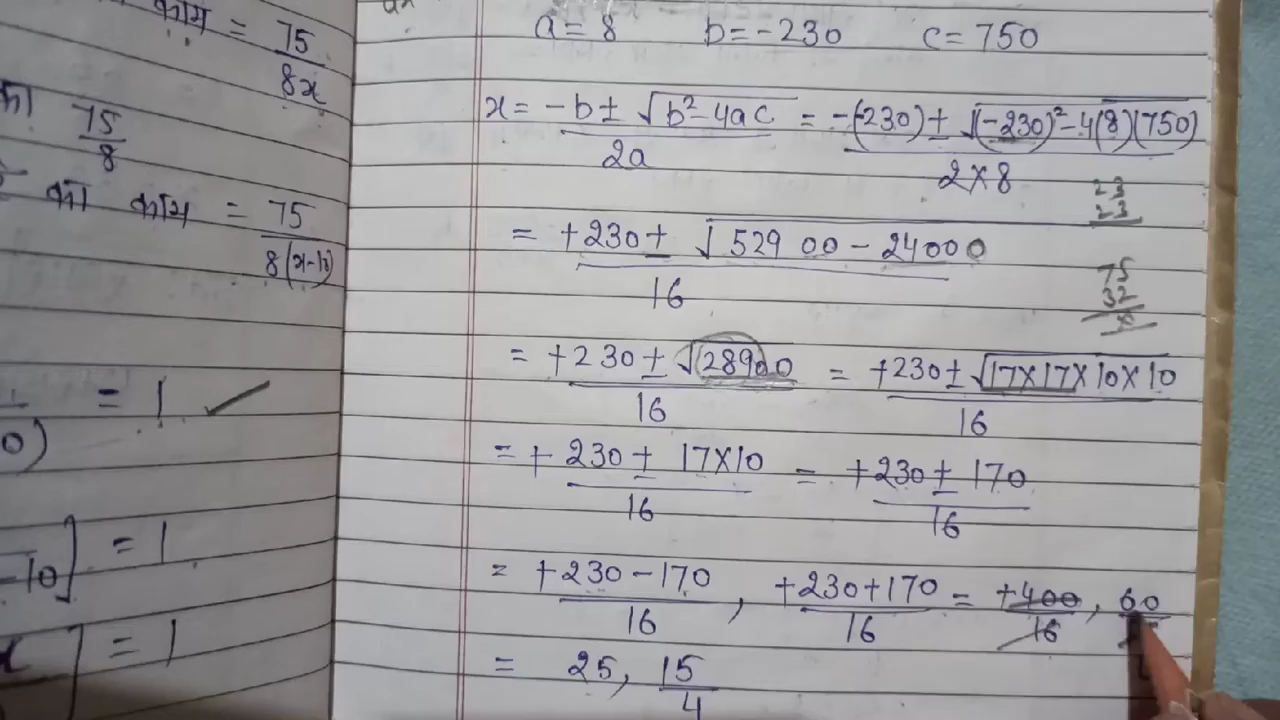 काम = 75/8x
75/8
का काम = 75/8(x-10)
= 1 ✓
0)
= 1
-10]
x ] = 1
a = 8 b = -230 c = 750
x = -b ± √b² - 4ac / 2a = -(-230) ± √(-230)² - 4(8)(750) / 2×8
23
23
= +230 ± √529 00 - 24000 / 16
75
32
= +230 ± √28900 / 16 = +230 ± √17×17×10×10 / 16
= + 230 ± 17×10 / 16 = +230 ± 170 / 16
= +230 - 170 / 16 , +230 + 170 / 16 = +400 / 16 , 60
= 25, 15/4